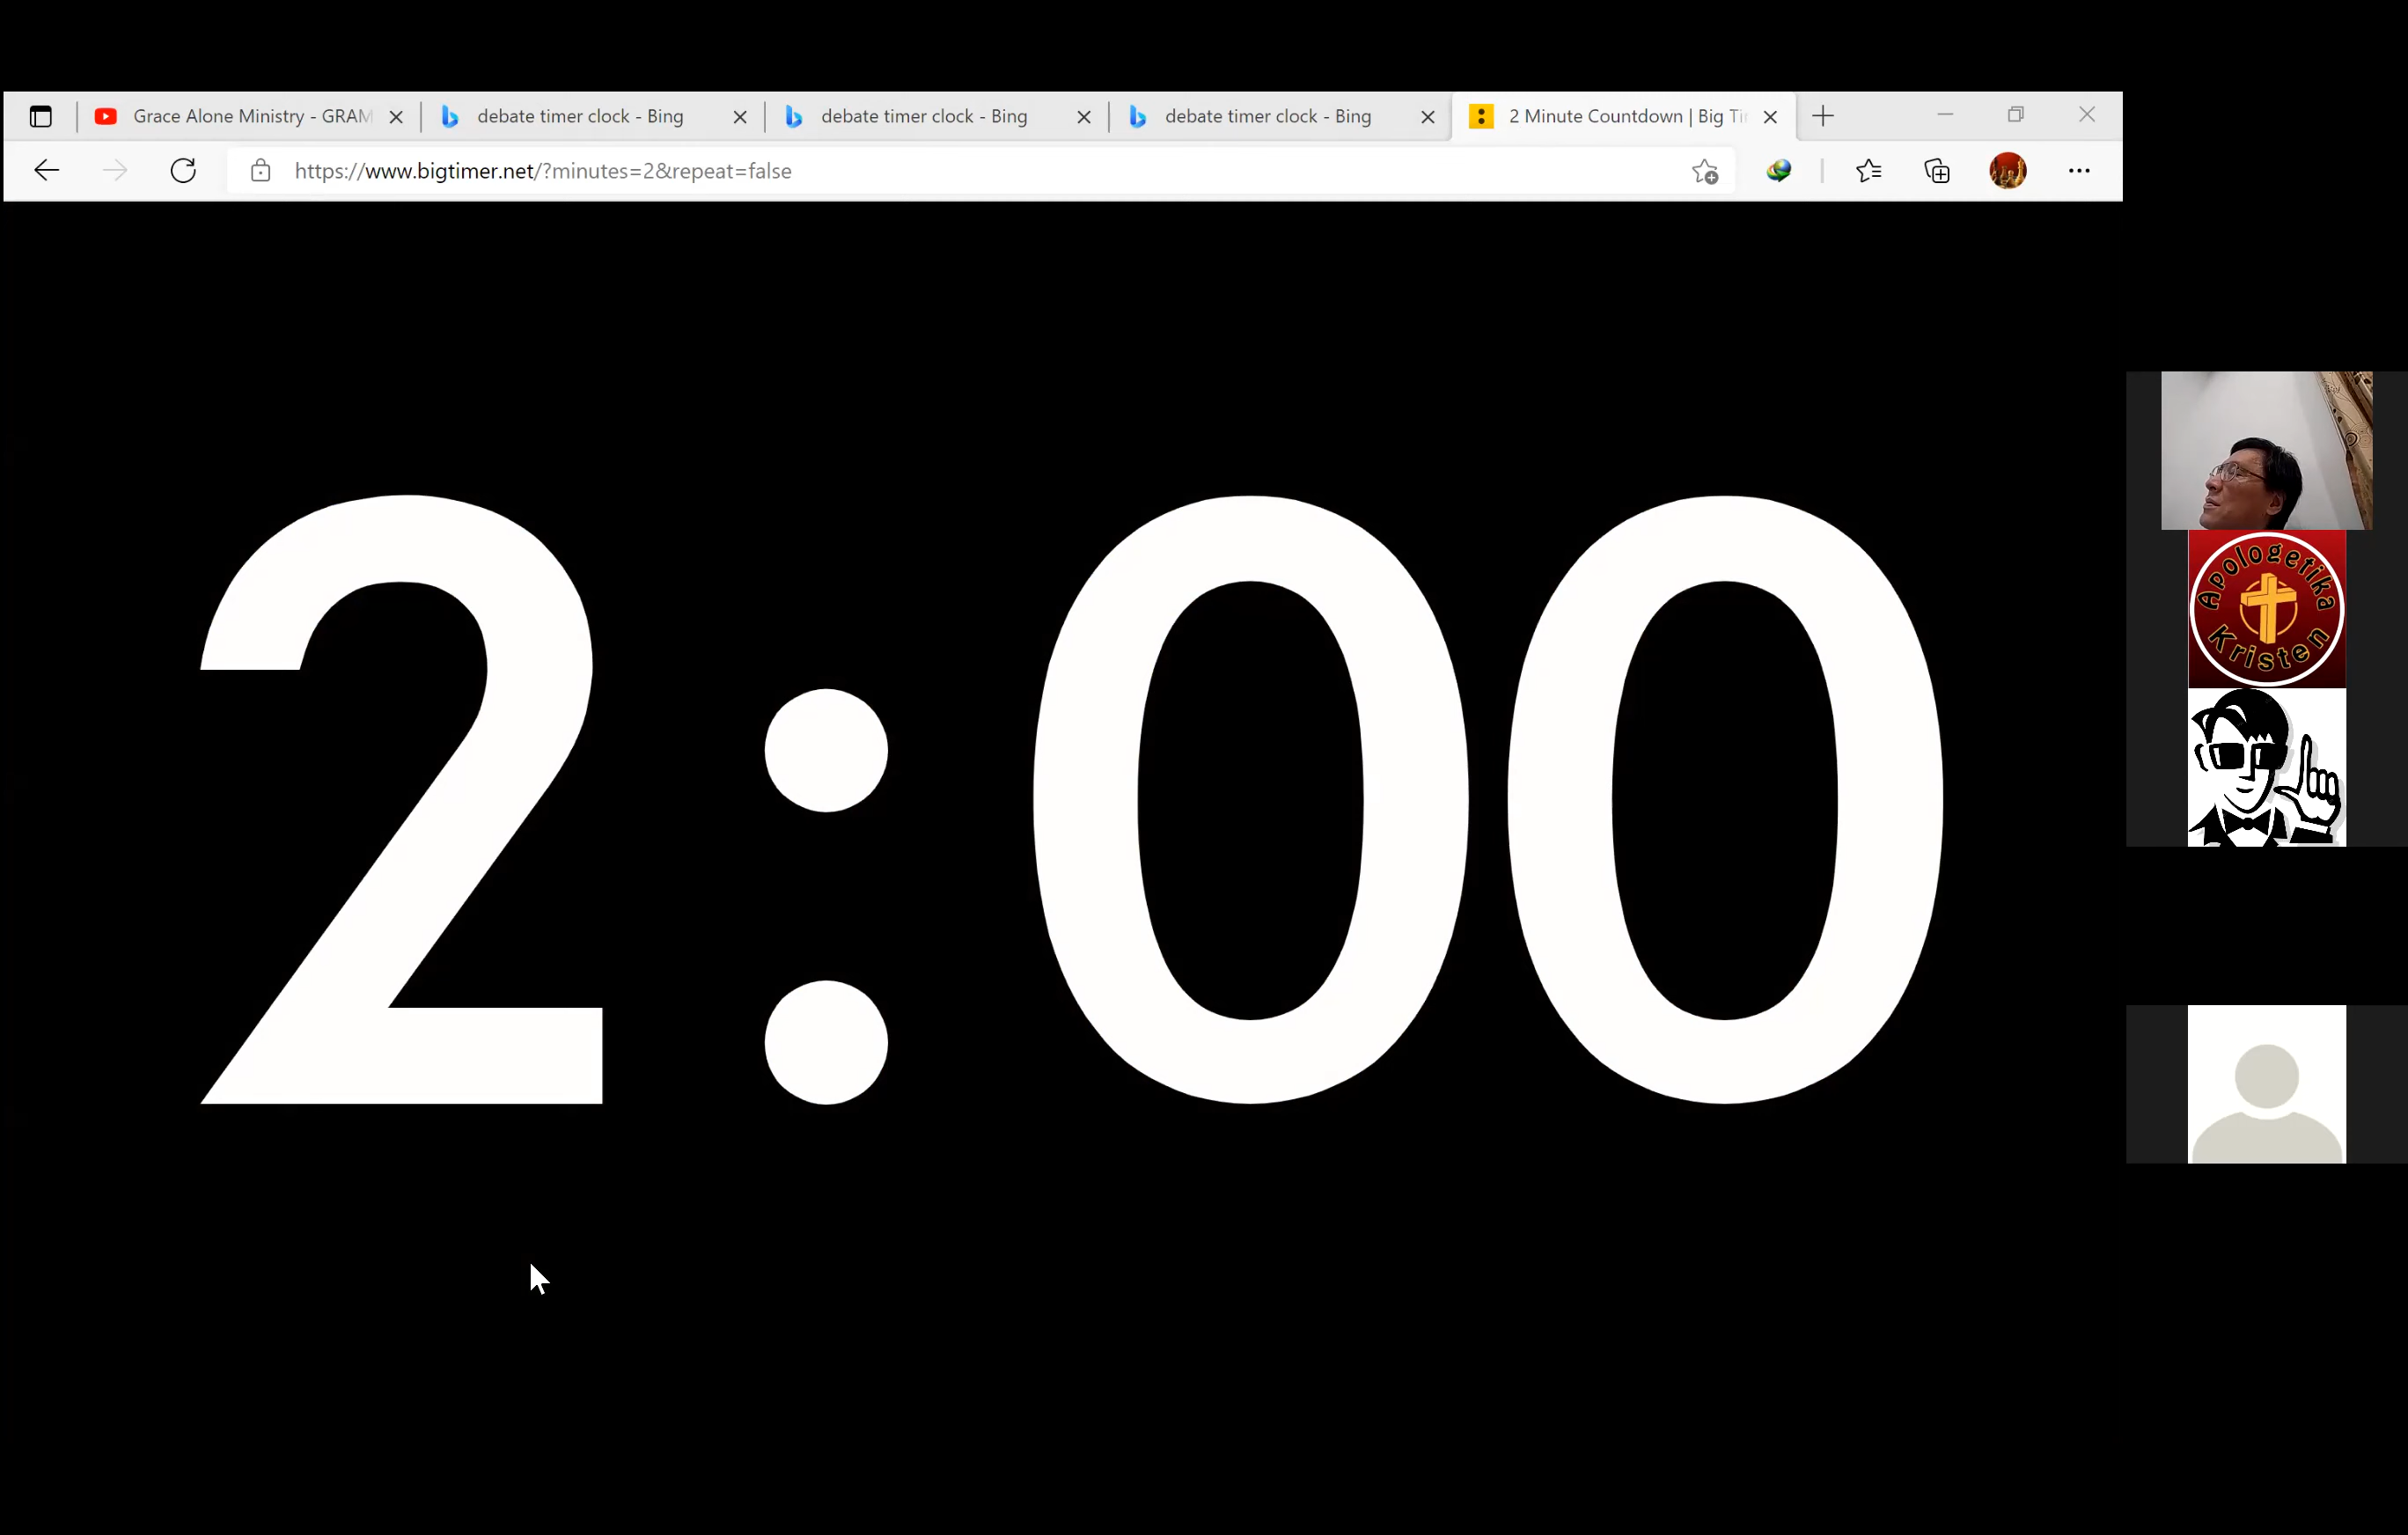 Grace Alone Ministry - GRAM
debate timer clock - Bing
debate timer clock - Bing
debate timer clock - Bing
2 Minute Countdown | Big Ti
https://www.bigtimer.net/?minutes=2&repeat=false
2:00
Apologetika
Kristen